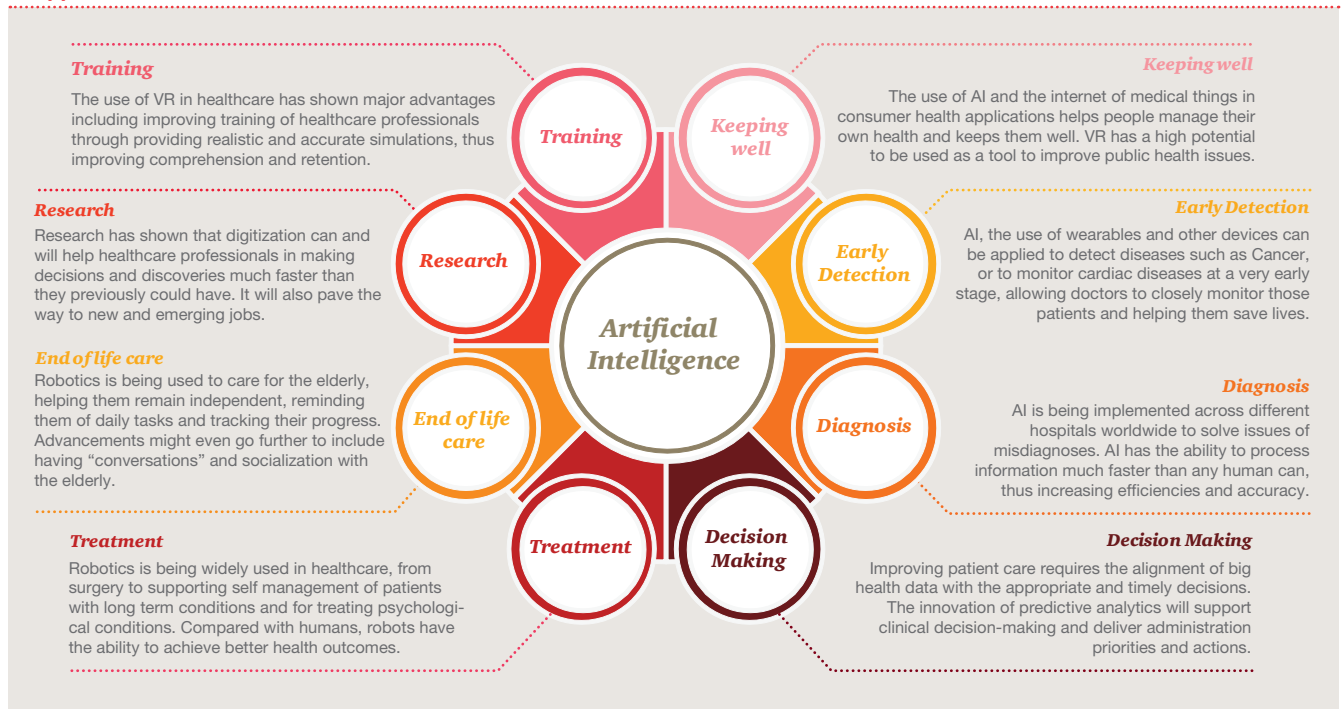 Training
The use of VR in healthcare has shown major advantages
including improving training of healthcare professionals
through providing realistic and accurate simulations, thus
improving comprehension and retention.
Research
Research has shown that digitization can and
will help healthcare professionals in making
decisions and discoveries much faster than
they previously could have. It will also pave the
way to new and emerging jobs.
End of life care
Robotics is being used to care for the elderly,
helping them remain independent, reminding
them of daily tasks and tracking their progress.
Advancements might even go further to include
having “conversations” and socialization with
the elderly.
Treatment
Robotics is being widely used in healthcare, from
surgery to supporting self management of patients
with long term conditions and for treating psychologi-
cal conditions. Compared with humans, robots have
the ability to achieve better health outcomes.
Training
Keeping
well
Research
Early
Detection
Artificial
Intelligence
End of life
care
Diagnosis
Treatment
Decision
Making
Keeping well
The use of AI and the internet of medical things in
consumer health applications helps people manage their
own health and keeps them well. VR has a high potential
to be used as a tool to improve public health issues.
Early Detection
AI, the use of wearables and other devices can
be applied to detect diseases such as Cancer,
or to monitor cardiac diseases at a very early
stage, allowing doctors to closely monitor those
patients and helping them save lives.
Diagnosis
AI is being implemented across different
hospitals worldwide to solve issues of
misdiagnoses. AI has the ability to process
information much faster than any human can,
thus increasing efficiencies and accuracy.
Decision Making
Improving patient care requires the alignment of big
health data with the appropriate and timely decisions.
The innovation of predictive analytics will support
clinical decision-making and deliver administration
priorities and actions.